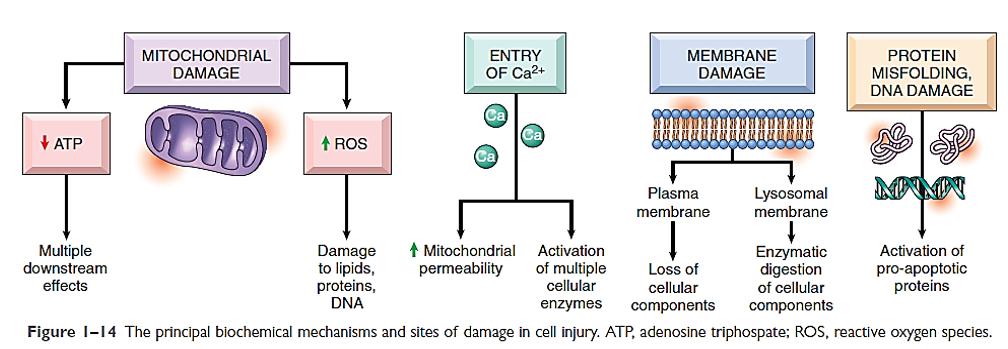 MITOCHONDRIAL
DAMAGE
ATP
ROS
Multiple
downstream
effects
Damage
to lipids,
proteins,
DNA
ENTRY
OF Ca2+
Ca
Ca
Ca
Mitochondrial
permeability
Activation
of multiple
cellular
enzymes
MEMBRANE
DAMAGE
Plasma
membrane
Lysosomal
membrane
Loss of
cellular
components
Enzymatic
digestion
of cellular
components
PROTEIN
MISFOLDING,
DNA DAMAGE
Activation of
pro-apoptotic
proteins
Figure 1–14 The principal biochemical mechanisms and sites of damage in cell injury. ATP, adenosine triphospate; ROS, reactive oxygen species.